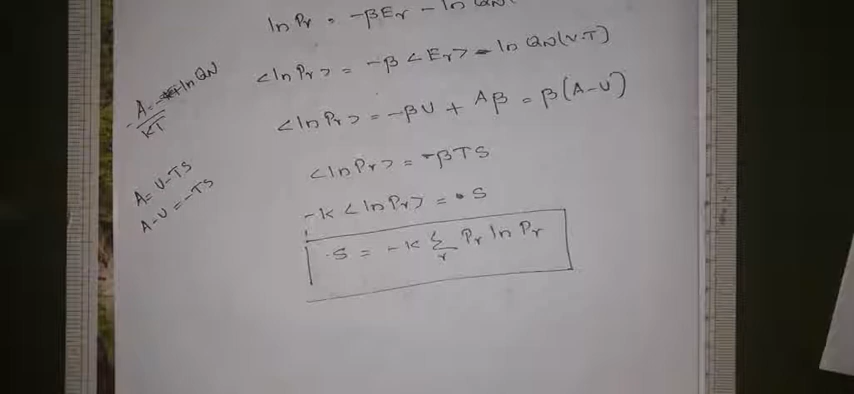 ln Pr = -βEr - ln QN(
<ln Pr> = -β <Er> - ln QN(V.T)
<ln Pr> = -βU + Aβ = β(A-U)
<ln Pr> = -βTS
-K <ln Pr> = S
S = -K Σ_r Pr ln Pr
ln QN
-A/KT
A = U-TS
A-U = -TS